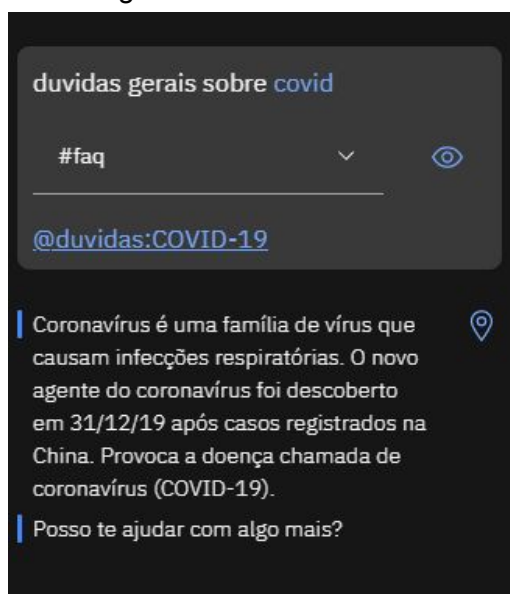 duvidas gerais sobre covid
#faq
@duvidas:COVID-19
Coronavírus é uma família de vírus que
causam infecções respiratórias. O novo
agente do coronavírus foi descoberto
em 31/12/19 após casos registrados na
China. Provoca a doença chamada de
coronavírus (COVID-19).
Posso te ajudar com algo mais?